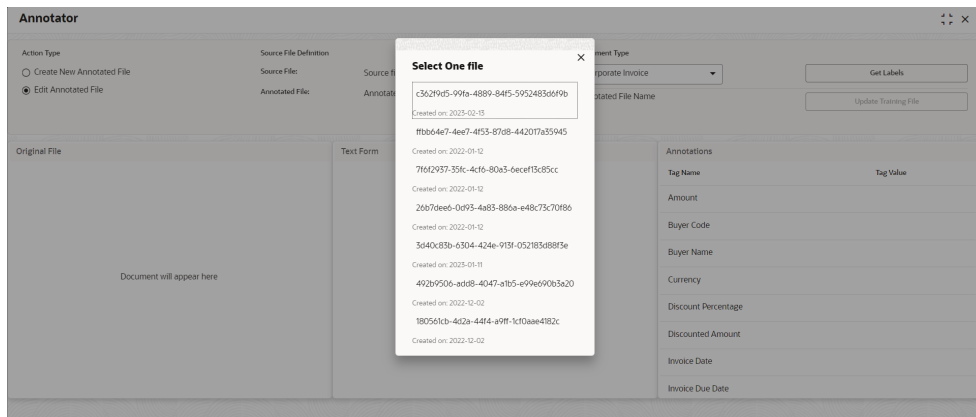 Annotator
Action Type
Create New Annotated File
Edit Annotated File
Source File Definition
Source File:
Source fi
Annotated File:
Annotate
ment Type
rporate Invoice
otated File Name
Get Labels
Update Training File
Select One file
c362f9d5-99fa-4889-84f5-5952483d6f9b
Created on: 2023-02-13
ffbb64e7-4ee7-4f53-87d8-442017a35945
Created on: 2022-01-12
7f6f2937-35fc-4cf6-80a3-6ecef13c85cc
Created on: 2022-01-12
26b7dee6-0d93-4a83-886a-e48c73c70f86
Created on: 2022-01-12
3d40c83b-6304-424e-913f-052183d88f3e
Created on: 2023-01-11
492b9506-add8-4047-a1b5-e99e690b3a20
Created on: 2022-12-02
180561cb-4d2a-44f4-a9ff-1cf0aae4182c
Created on: 2022-12-02
Original File
Document will appear here
Text Form
Annotations
Tag Name Tag Value
Amount
Buyer Code
Buyer Name
Currency
Discount Percentage
Discounted Amount
Invoice Date
Invoice Due Date